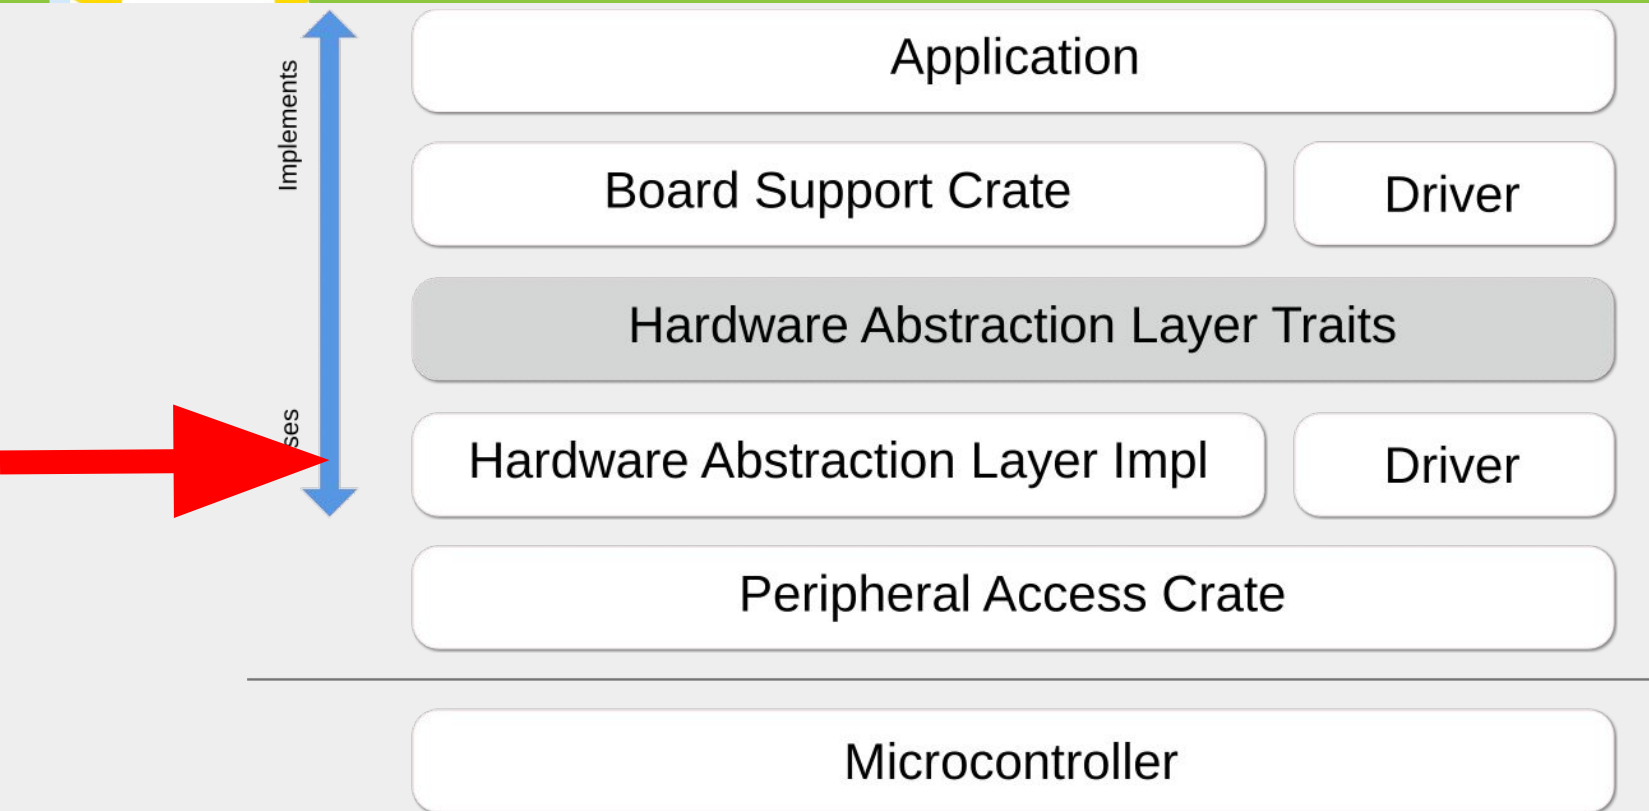 Implements
Application
Board Support Crate
Driver
Hardware Abstraction Layer Traits
Hardware Abstraction Layer Impl
Driver
Peripheral Access Crate
Microcontroller